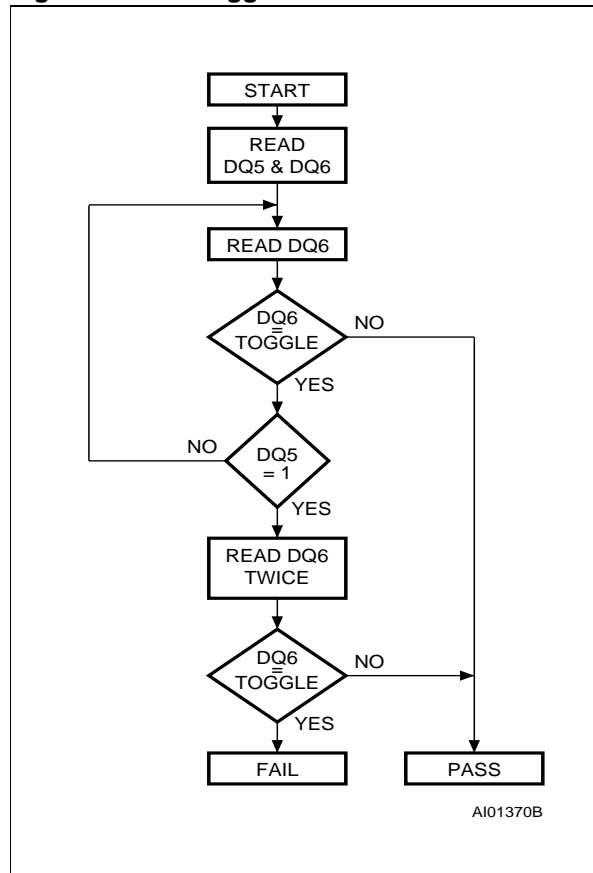 START
READ
DQ5 & DQ6
READ DQ6
DQ6
=
TOGGLE
NO
YES
NO
DQ5
= 1
YES
READ DQ6
TWICE
DQ6
=
TOGGLE
NO
YES
FAIL
PASS
AI01370B